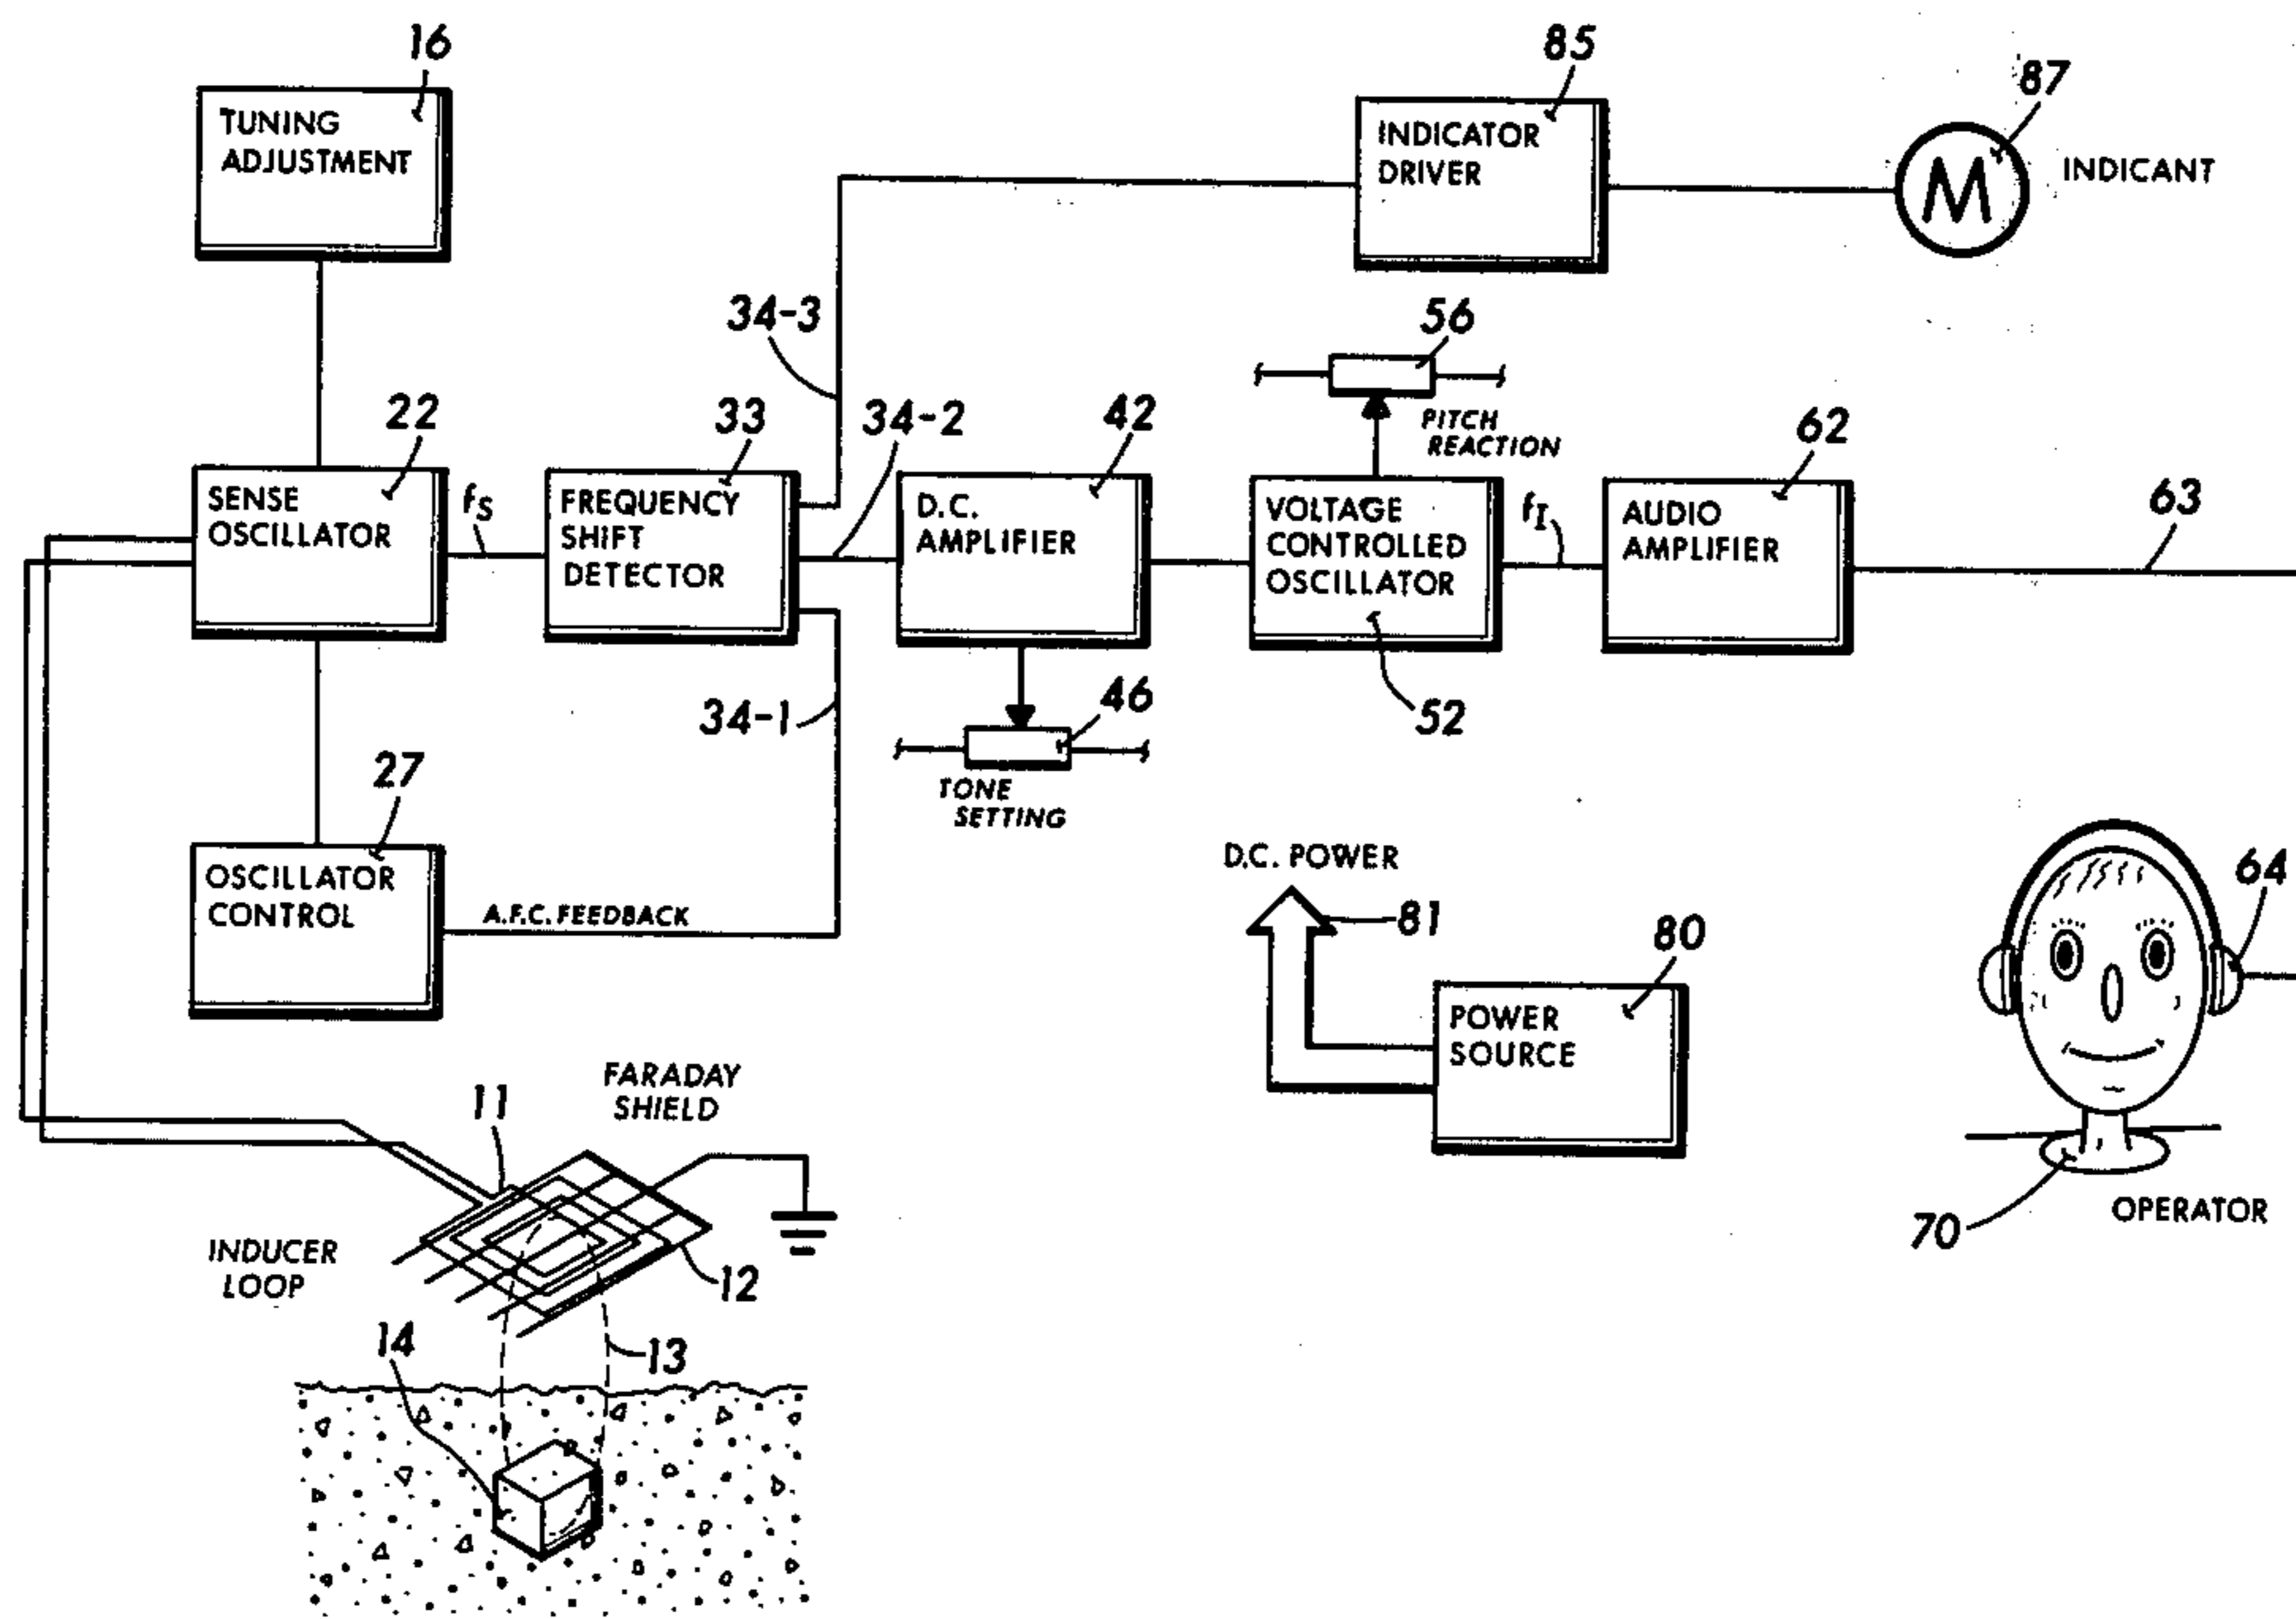 16
85
87
TUNING
ADJUSTMENT
INDICATOR
DRIVER
M
INDICANT
34-3
56
PITCH
REACTION
22
33
34-2
42
62
63
SENSE
OSCILLATOR
fS
FREQUENCY
SHIFT
DETECTOR
D.C.
AMPLIFIER
VOLTAGE
CONTROLLED
OSCILLATOR
fI
AUDIO
AMPLIFIER
34-1
46
52
TONE
SETTING
27
OSCILLATOR
CONTROL
A.F.C. FEEDBACK
D.C. POWER
81
80
64
POWER
SOURCE
FARADAY
SHIELD
11
INDUCER
LOOP
12
70
OPERATOR
14
13